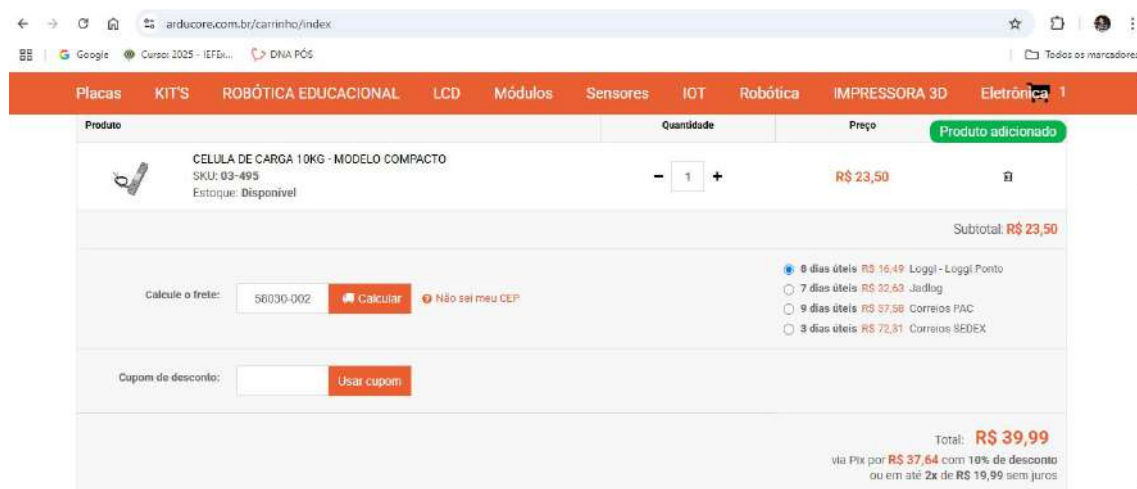 arducore.com.br/carrinho/index
Google Curso: 2025 - IEFEx... DNA PÓS Todos os marcadores
Placas KIT'S ROBÓTICA EDUCACIONAL LCD Módulos Sensores IOT Robótica IMPRESSORA 3D Eletrônica 1
Produto Quantidade Preço Produto adicionado
CELULA DE CARGA 10KG - MODELO COMPACTO
SKU: 03-495
Estoque: Disponível
1 R$ 23,50
Subtotal: R$ 23,50
8 dias úteis R$ 16,49 Loggi - Loggi Ponto
Calcule o frete: 58030-002 Calcular Não sei meu CEP
7 dias úteis R$ 22,63 Jadlog
9 dias úteis R$ 37,58 Correios PAC
3 dias úteis R$ 72,81 Correios SEDEX
Cupom de desconto: Usar cupom
Total: R$ 39,99
via Pix por R$ 37,64 com 10% de desconto
ou em até 2x de R$ 19,99 sem juros